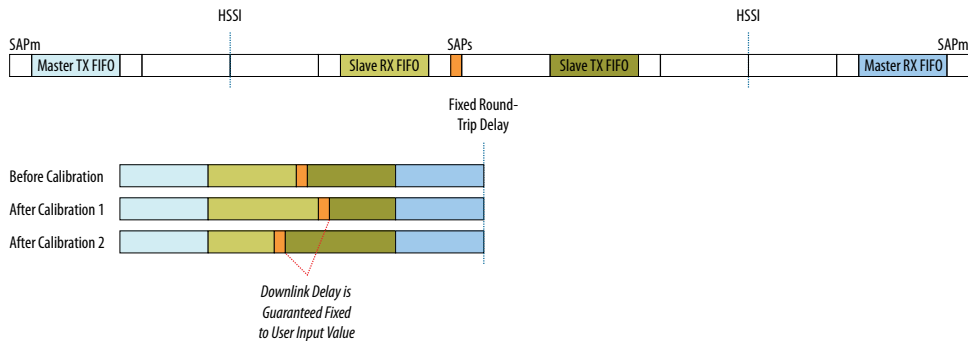 HSSI
HSSI
SAPm
SAPs
SAPm
Master TX FIFO
Slave RX FIFO
Slave TX FIFO
Master RX FIFO
Fixed Round-
Trip Delay
Before Calibration
After Calibration 1
After Calibration 2
Downlink Delay is
Guaranteed Fixed
to User Input Value